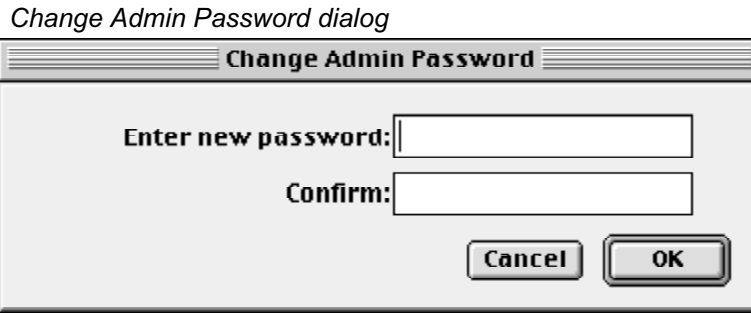 Change Admin Password dialog
Change Admin Password
Enter new password:
Confirm:
Cancel OK